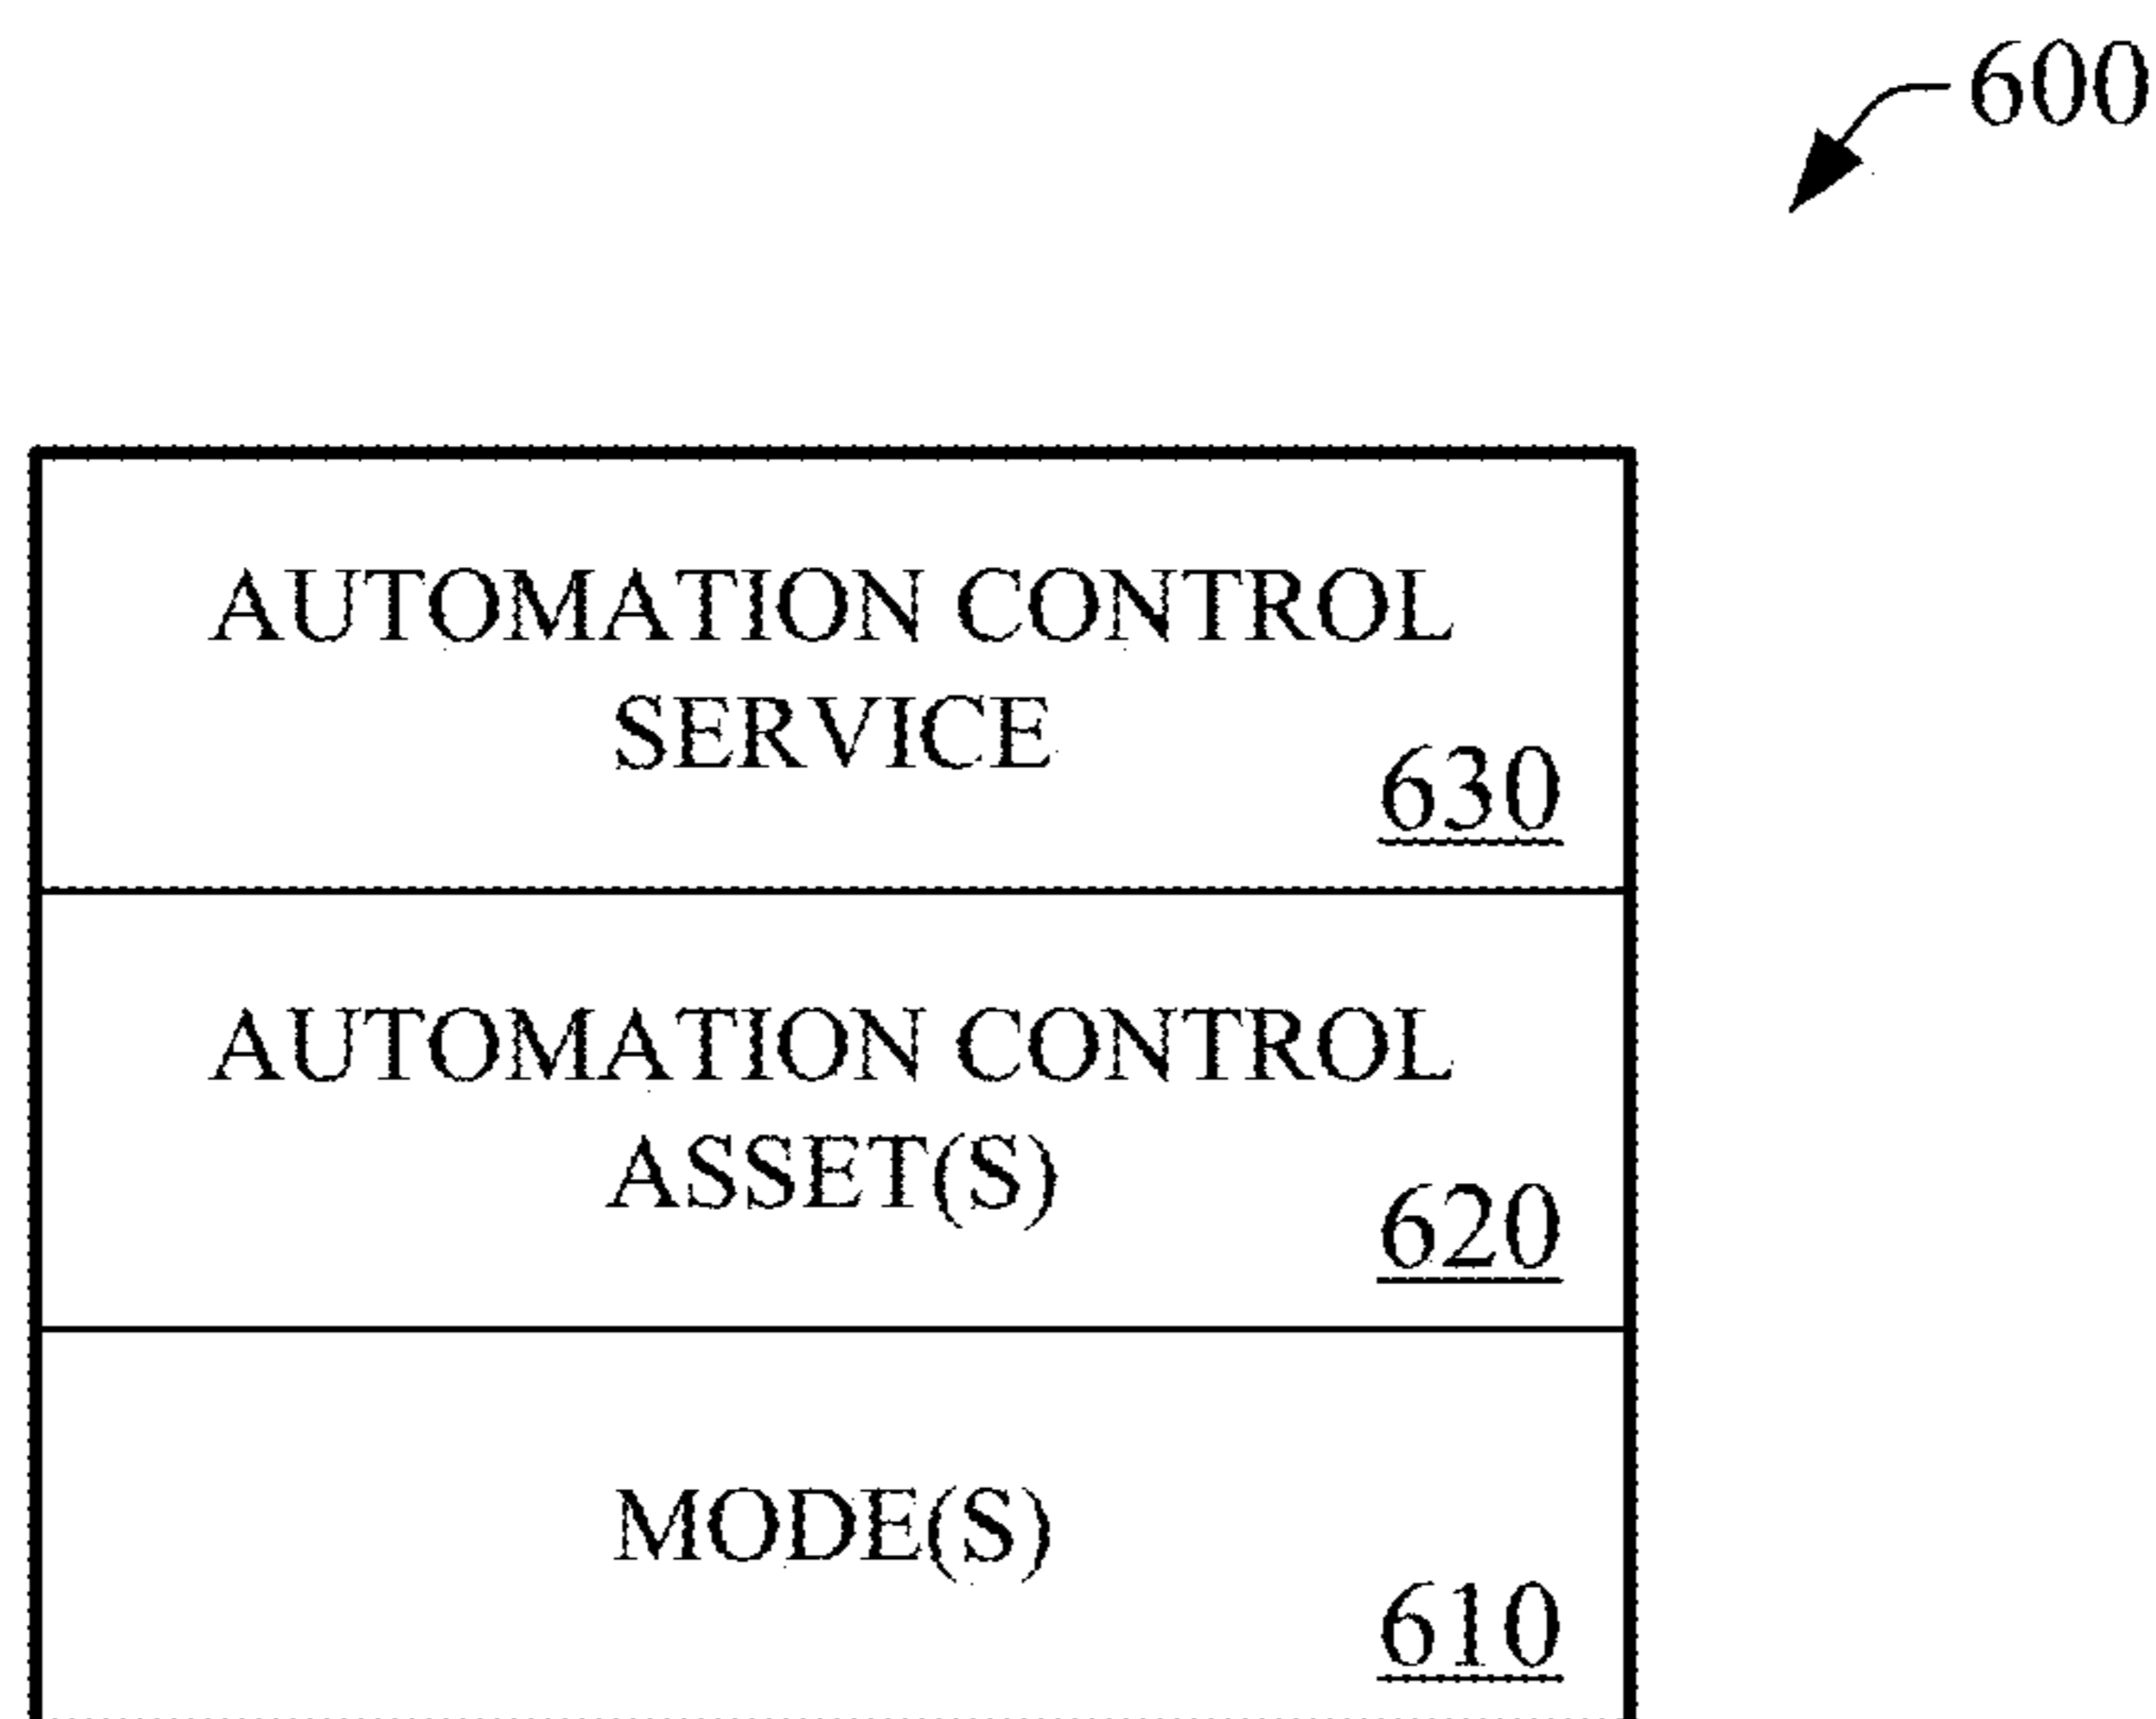 600
AUTOMATION CONTROL
SERVICE
630
AUTOMATION CONTROL
ASSET(S)
620
MODE(S)
610